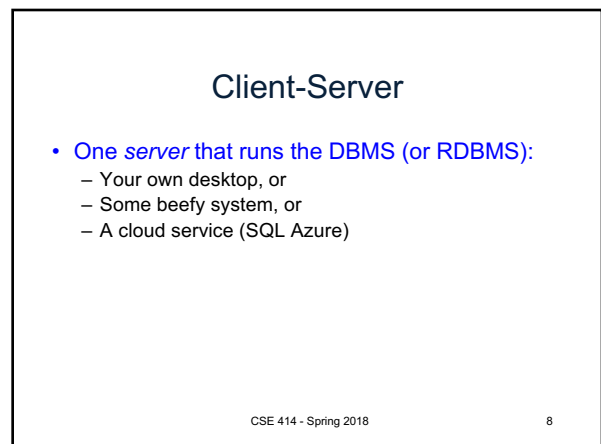 Client-Server
• One server that runs the DBMS (or RDBMS):
– Your own desktop, or
– Some beefy system, or
– A cloud service (SQL Azure)
CSE 414 - Spring 2018 8